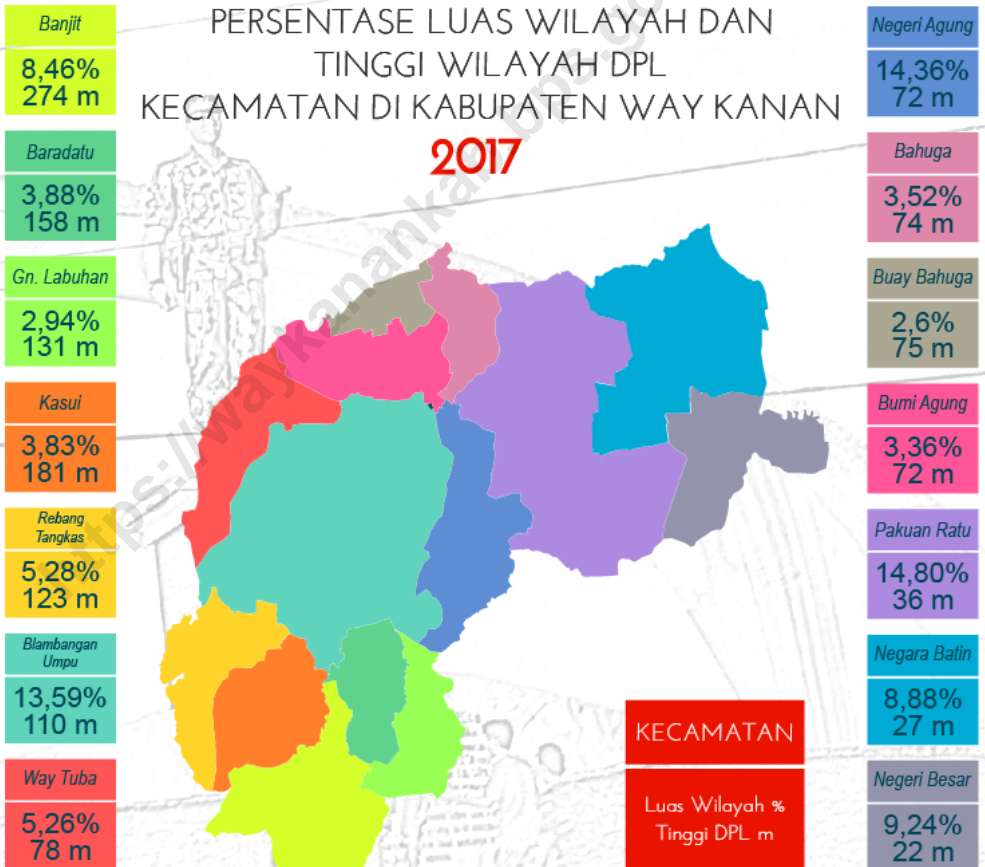 PERSENTASE LUAS WILAYAH DAN
TINGGI WILAYAH DPL
KECAMATAN DI KABUPATEN WAY KANAN
2017
Banjit
8,46%
274 m
Baradatu
3,88%
158 m
Gn. Labuhan
2,94%
131 m
Kasui
3,83%
181 m
Rebang
Tangkas
5,28%
123 m
Blambangan
Umpu
13,59%
110 m
Way Tuba
5,26%
78 m
Negeri Agung
14,36%
72 m
Bahuga
3,52%
74 m
Buay Bahuga
2,6%
75 m
Bumi Agung
3,36%
72 m
Pakuan Ratu
14,80%
36 m
Negara Batin
8,88%
27 m
Negeri Besar
9,24%
22 m
KECAMATAN
Luas Wilayah %
Tinggi DPL m